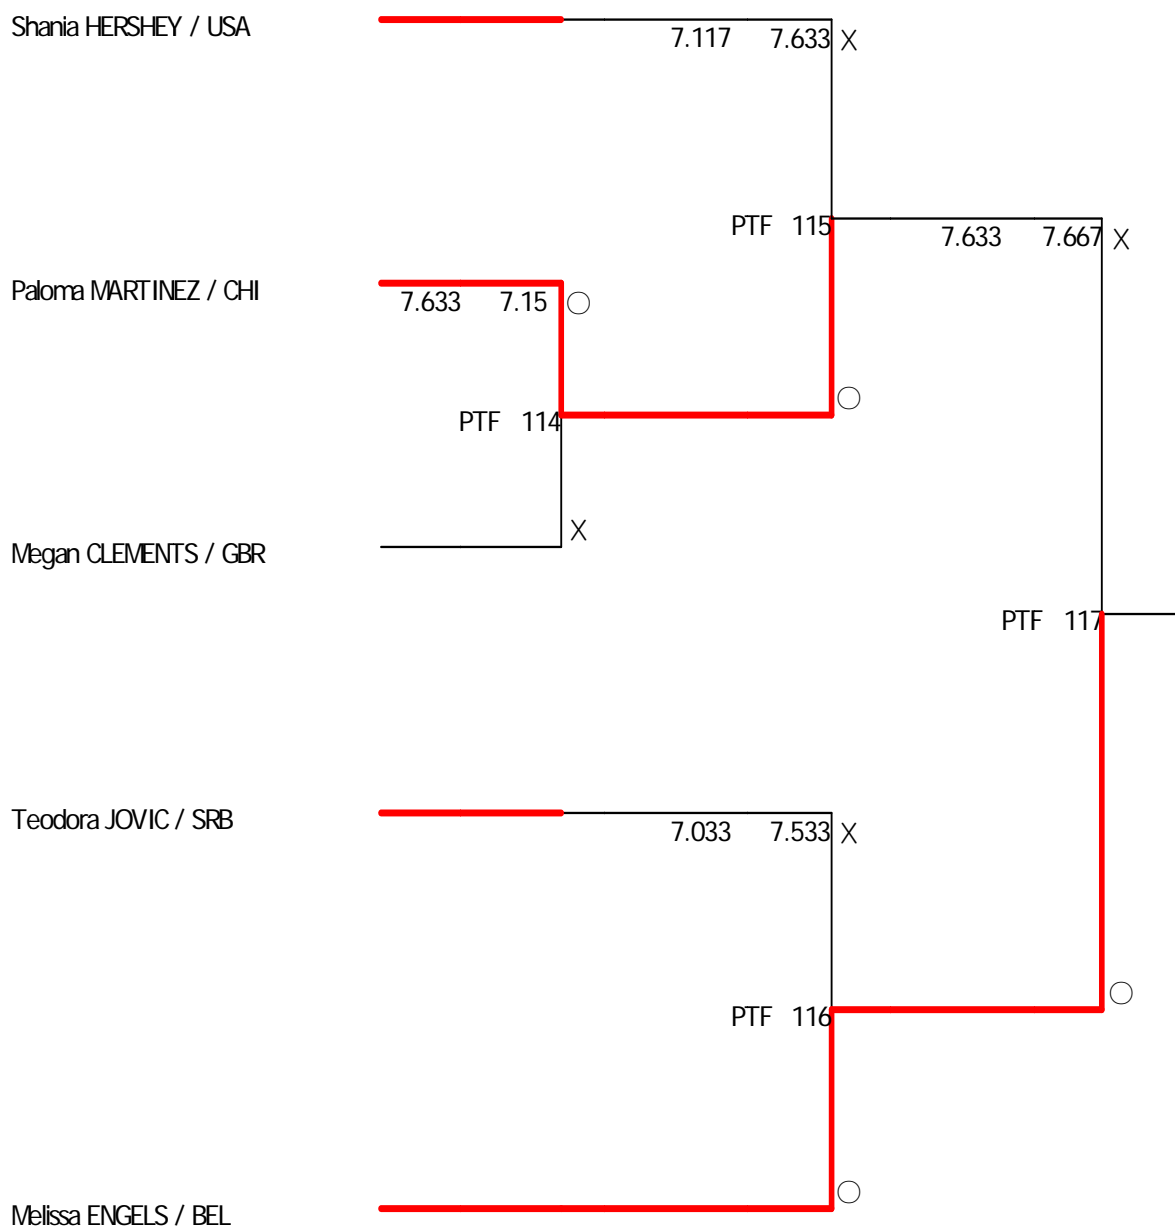 Shania HERSHEY / USA
7.117 7.633 X
PTF 115
7.633 7.667 X
Paloma MARTINEZ / CHI
7.633 7.15 ○
○
PTF 114
X
Megan CLEMENTS / GBR
PTF 117
Teodora JOVIC / SRB
7.033 7.533 X
○
PTF 116
○
Melissa ENGELS / BEL